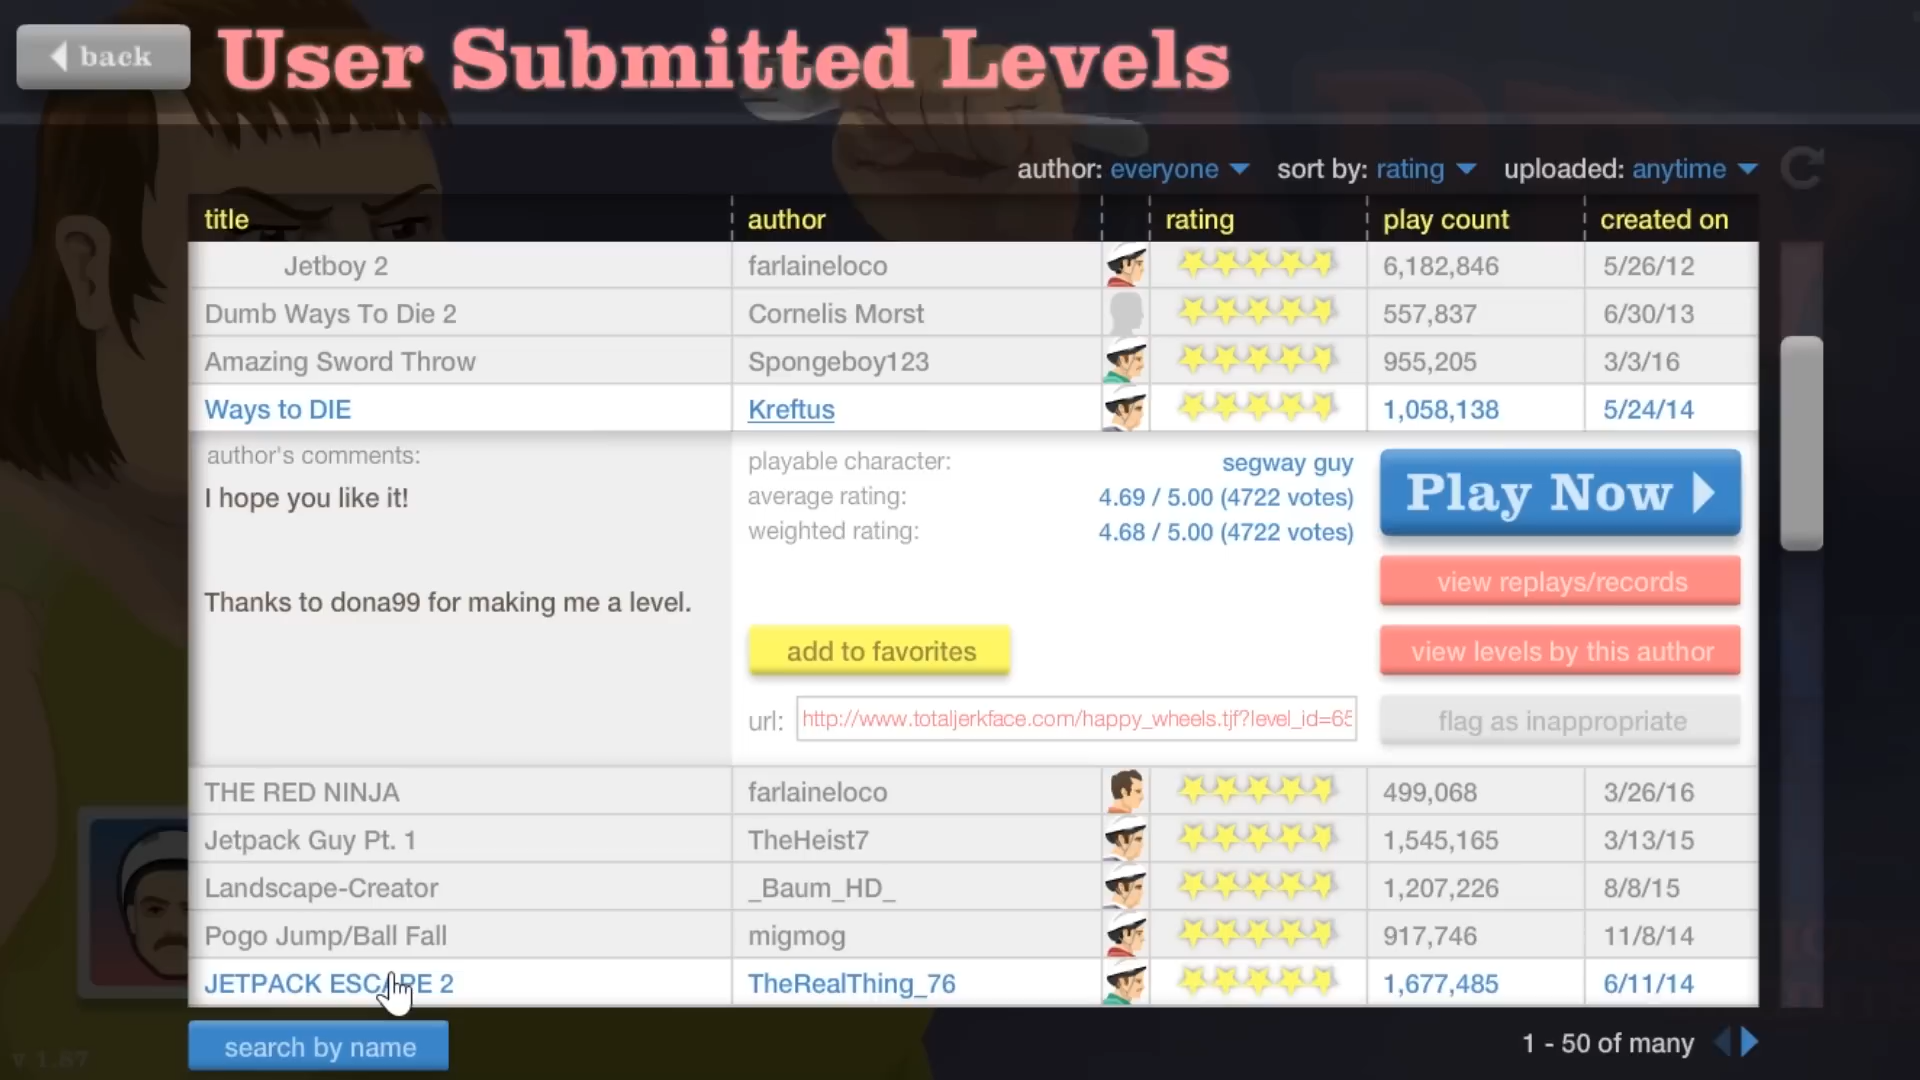 back
User Submitted Levels
author: everyone sort by: rating uploaded: anytime
title author rating play count created on
Jetboy 2 farlaineloco 6,182,846 5/26/12
Dumb Ways To Die 2 Cornelis Morst 557,837 6/30/13
Amazing Sword Throw Spongeboy123 955,205 3/3/16
Ways to DIE Kreftus 1,058,138 5/24/14
author's comments:
I hope you like it!
Thanks to dona99 for making me a level.
playable character: segway guy
average rating: 4.69 / 5.00 (4722 votes)
weighted rating: 4.68 / 5.00 (4722 votes)
add to favorites
url: http://www.totaljerkface.com/happy_wheels.tjf?level_id=65
Play Now
view replays/records
view levels by this author
flag as inappropriate
THE RED NINJA farlaineloco 499,068 3/26/16
Jetpack Guy Pt. 1 TheHeist7 1,545,165 3/13/15
Landscape-Creator _Baum_HD_ 1,207,226 8/8/15
Pogo Jump/Ball Fall migmog 917,746 11/8/14
JETPACK ESCAPE 2 TheRealThing_76 1,677,485 6/11/14
search by name
1 - 50 of many
v 1.87